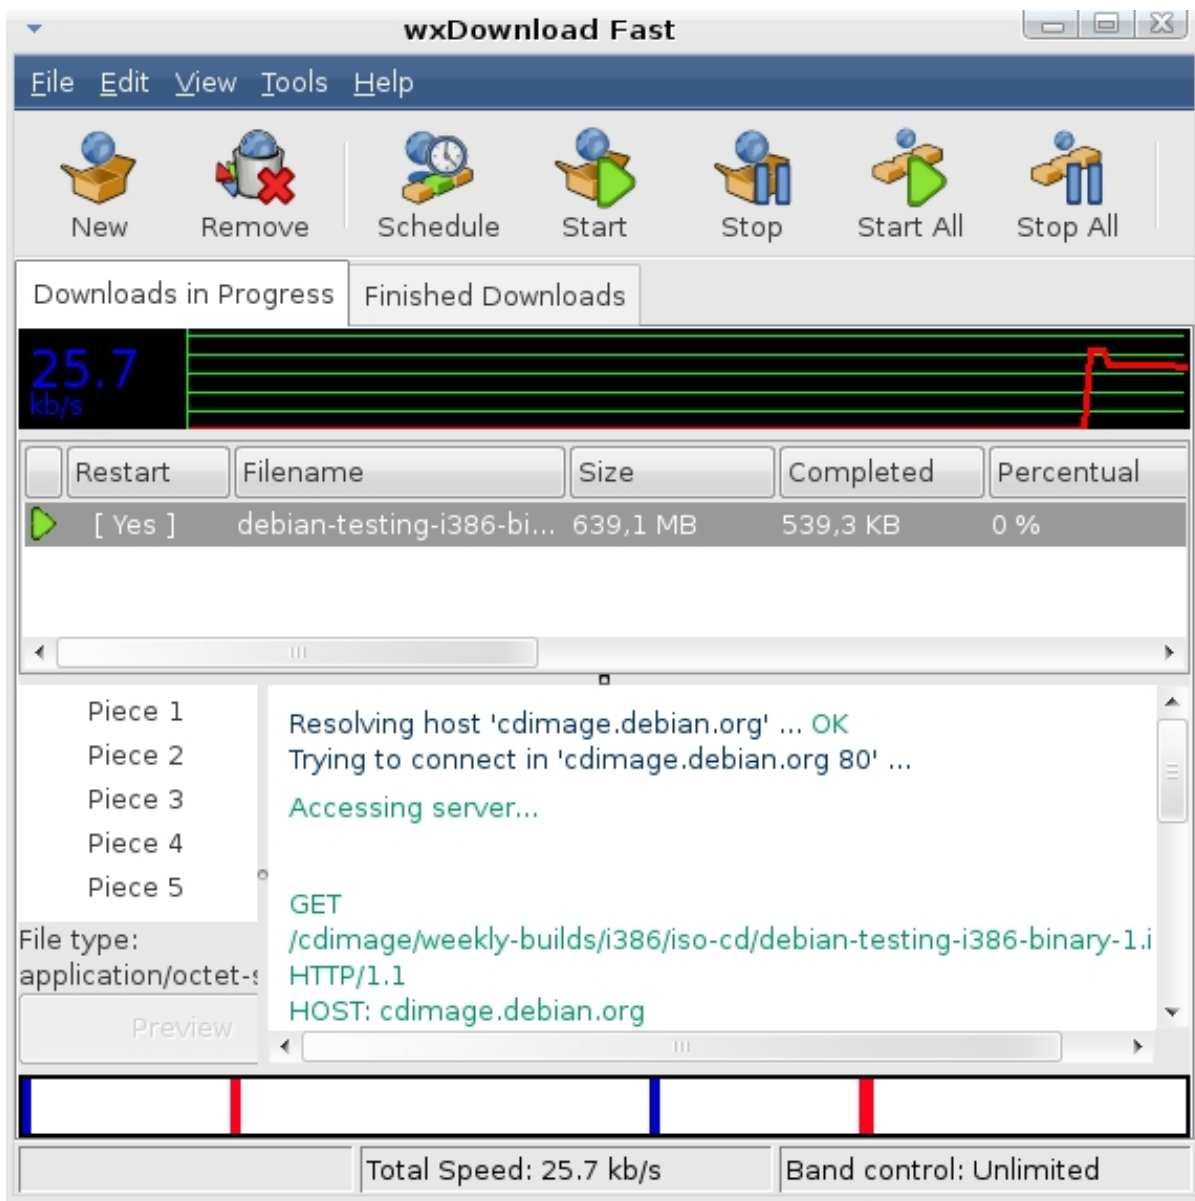 wxDownload Fast
File Edit View Tools Help
New Remove Schedule Start Stop Start All Stop All
Downloads in Progress Finished Downloads
25.7
kb/s
Restart Filename Size Completed Percentual
[ Yes ] debian-testing-i386-bi... 639,1 MB 539,3 KB 0 %
Piece 1
Piece 2
Piece 3
Piece 4
Piece 5
File type:
application/octet-s
Preview
Resolving host 'cdimage.debian.org' ... OK
Trying to connect in 'cdimage.debian.org 80' ...
Accessing server...
GET
/cdimage/weekly-builds/i386/iso-cd/debian-testing-i386-binary-1.i
HTTP/1.1
HOST: cdimage.debian.org
Total Speed: 25.7 kb/s Band control: Unlimited